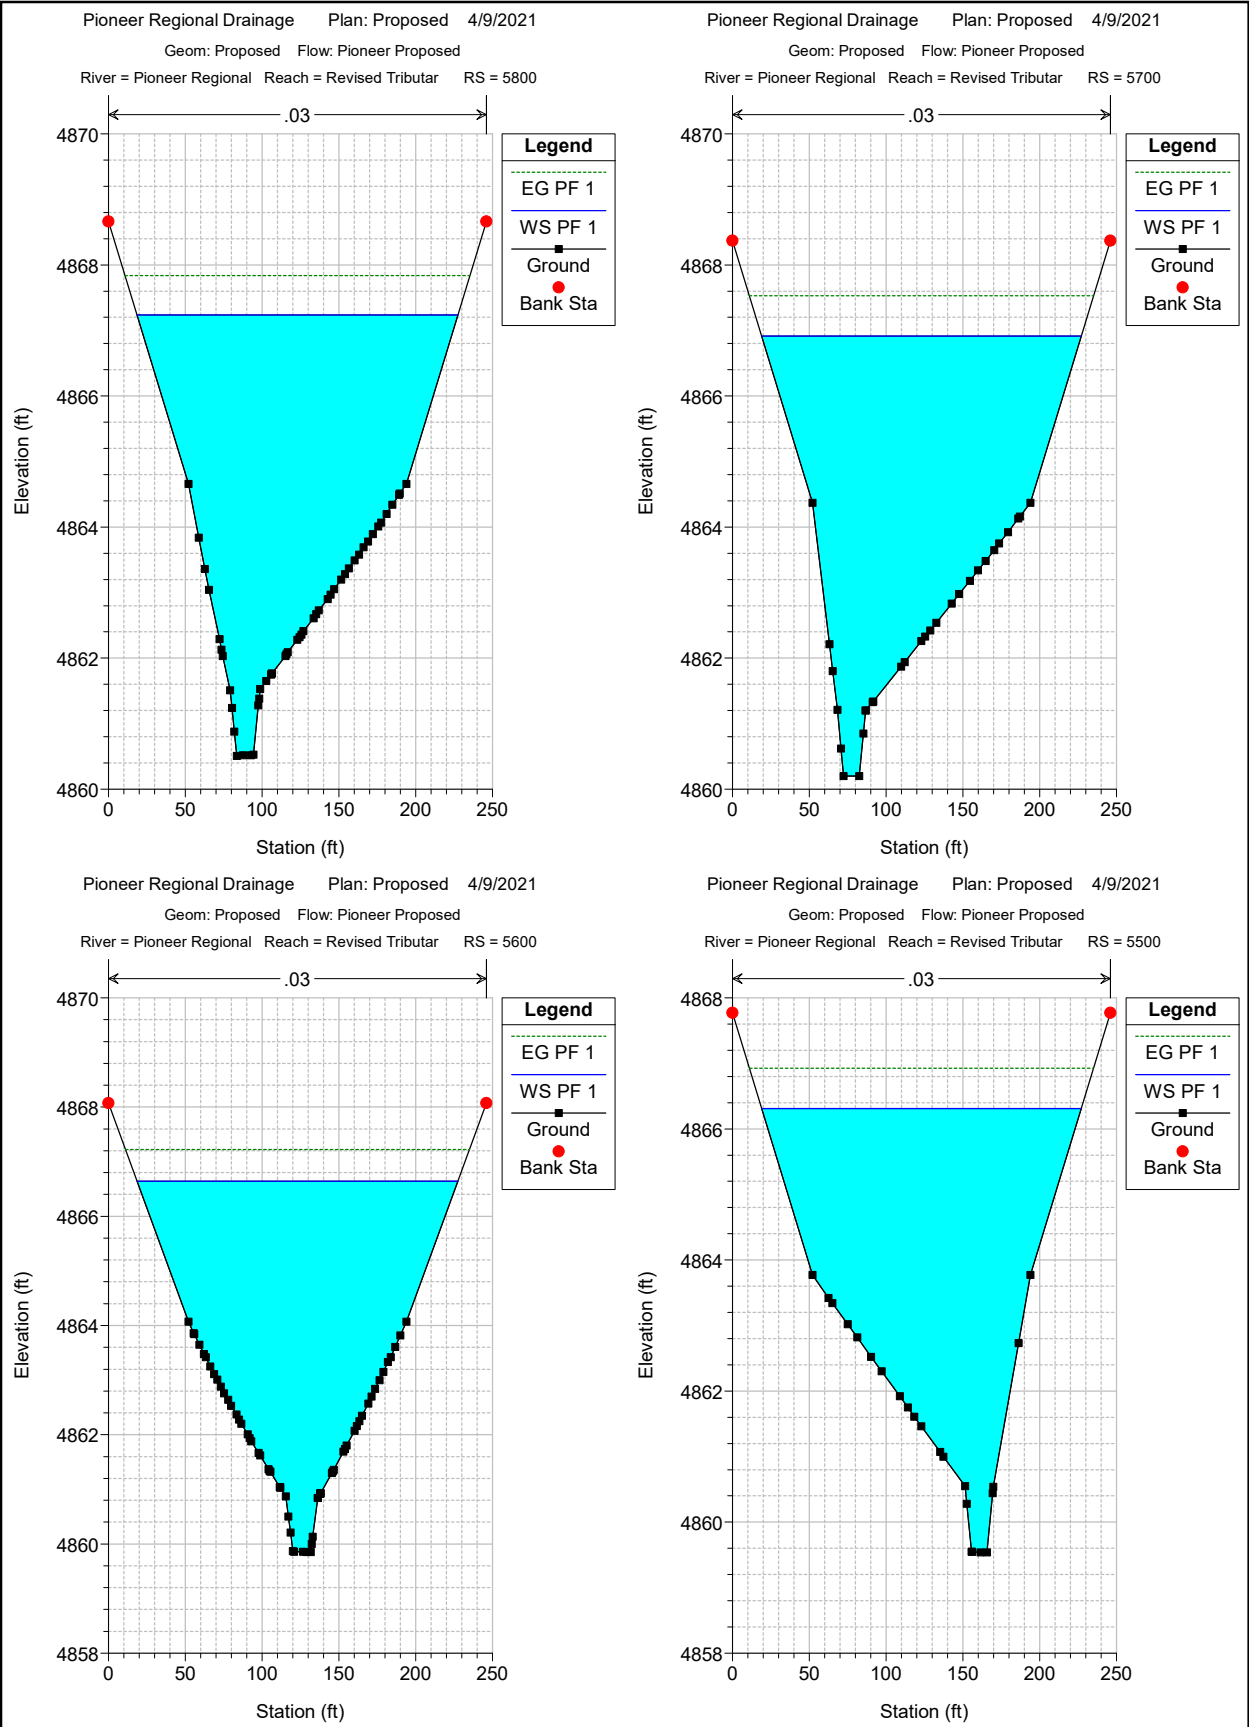 Pioneer Regional Drainage Plan: Proposed 4/9/2021
Geom: Proposed Flow: Pioneer Proposed
River = Pioneer Regional Reach = Revised Tributar RS = 5800
.03
4870
4868
4866
4864
4862
4860
0 50 100 150 200 250
Station (ft)
Elevation (ft)
Legend
EG PF 1
WS PF 1
Ground
Bank Sta
Pioneer Regional Drainage Plan: Proposed 4/9/2021
Geom: Proposed Flow: Pioneer Proposed
River = Pioneer Regional Reach = Revised Tributar RS = 5700
.03
4870
4868
4866
4864
4862
4860
0 50 100 150 200 250
Station (ft)
Elevation (ft)
Legend
EG PF 1
WS PF 1
Ground
Bank Sta
Pioneer Regional Drainage Plan: Proposed 4/9/2021
Geom: Proposed Flow: Pioneer Proposed
River = Pioneer Regional Reach = Revised Tributar RS = 5600
.03
4870
4868
4866
4864
4862
4860
4858
0 50 100 150 200 250
Station (ft)
Elevation (ft)
Legend
EG PF 1
WS PF 1
Ground
Bank Sta
Pioneer Regional Drainage Plan: Proposed 4/9/2021
Geom: Proposed Flow: Pioneer Proposed
River = Pioneer Regional Reach = Revised Tributar RS = 5500
.03
4868
4866
4864
4862
4860
4858
0 50 100 150 200 250
Station (ft)
Elevation (ft)
Legend
EG PF 1
WS PF 1
Ground
Bank Sta